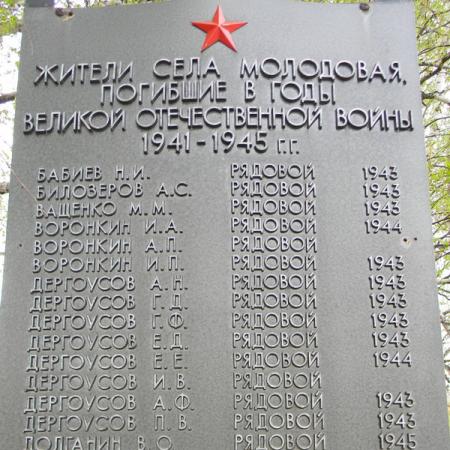 ЖИТЕЛИ СЕЛА МОЛОДОВАЯ,
ПОГИБШИЕ В ГОДЫ
ВЕЛИКОЙ ОТЕЧЕСТВЕННОЙ ВОЙНЫ
1941-1945 Г.Г.
БАБИЕВ Н.И. РЯДОВОЙ 1943
БИЛОЗЕРОВ А.С. РЯДОВОЙ 1943
ВАЩЕНКО М.М. РЯДОВОЙ 1943
ВОРОНКИН И.А. РЯДОВОЙ 1944
ВОРОНКИН А.П. РЯДОВОЙ
ВОРОНКИН И.П. РЯДОВОЙ 1943
ДЕРГОУСОВ А.Н. РЯДОВОЙ 1943
ДЕРГОУСОВ Г.Д. РЯДОВОЙ 1943
ДЕРГОУСОВ Г.Ф. РЯДОВОЙ 1943
ДЕРГОУСОВ Е.Д. РЯДОВОЙ 1943
ДЕРГОУСОВ Е.Е. РЯДОВОЙ 1944
ДЕРГОУСОВ И.В. РЯДОВОЙ
ДЕРГОУСОВ А.Ф. РЯДОВОЙ 1943
ДЕРГОУСОВ П.В. РЯДОВОЙ 1943
ДОЛГАНИН В.О. РЯДОВОЙ 1945